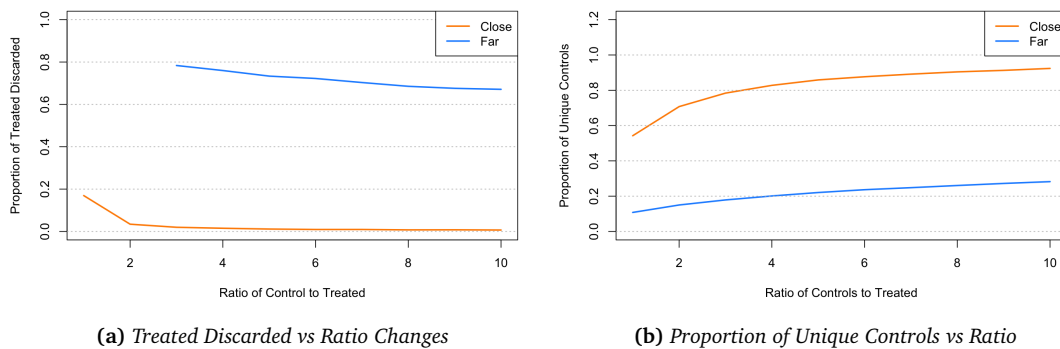 Proportion of Treated Discarded
1.0
0.8
0.6
0.4
0.2
0.0
Close
Far
2 4 6 8 10
Ratio of Control to Treated
(a) Treated Discarded vs Ratio Changes
Proportion of Unique Controls
1.2
1.0
0.8
0.6
0.4
0.2
0.0
Close
Far
2 4 6 8 10
Ratio of Controls to Treated
(b) Proportion of Unique Controls vs Ratio